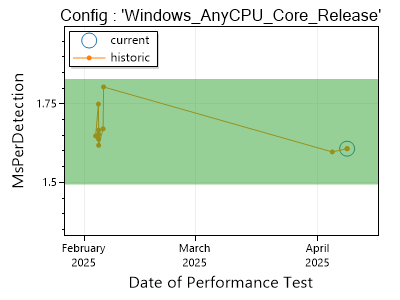 Config : 'Windows_AnyCPU_Core_Release'
current
historic
MsPerDetection
1.75
1.5
February
2025
March
2025
April
2025
Date of Performance Test